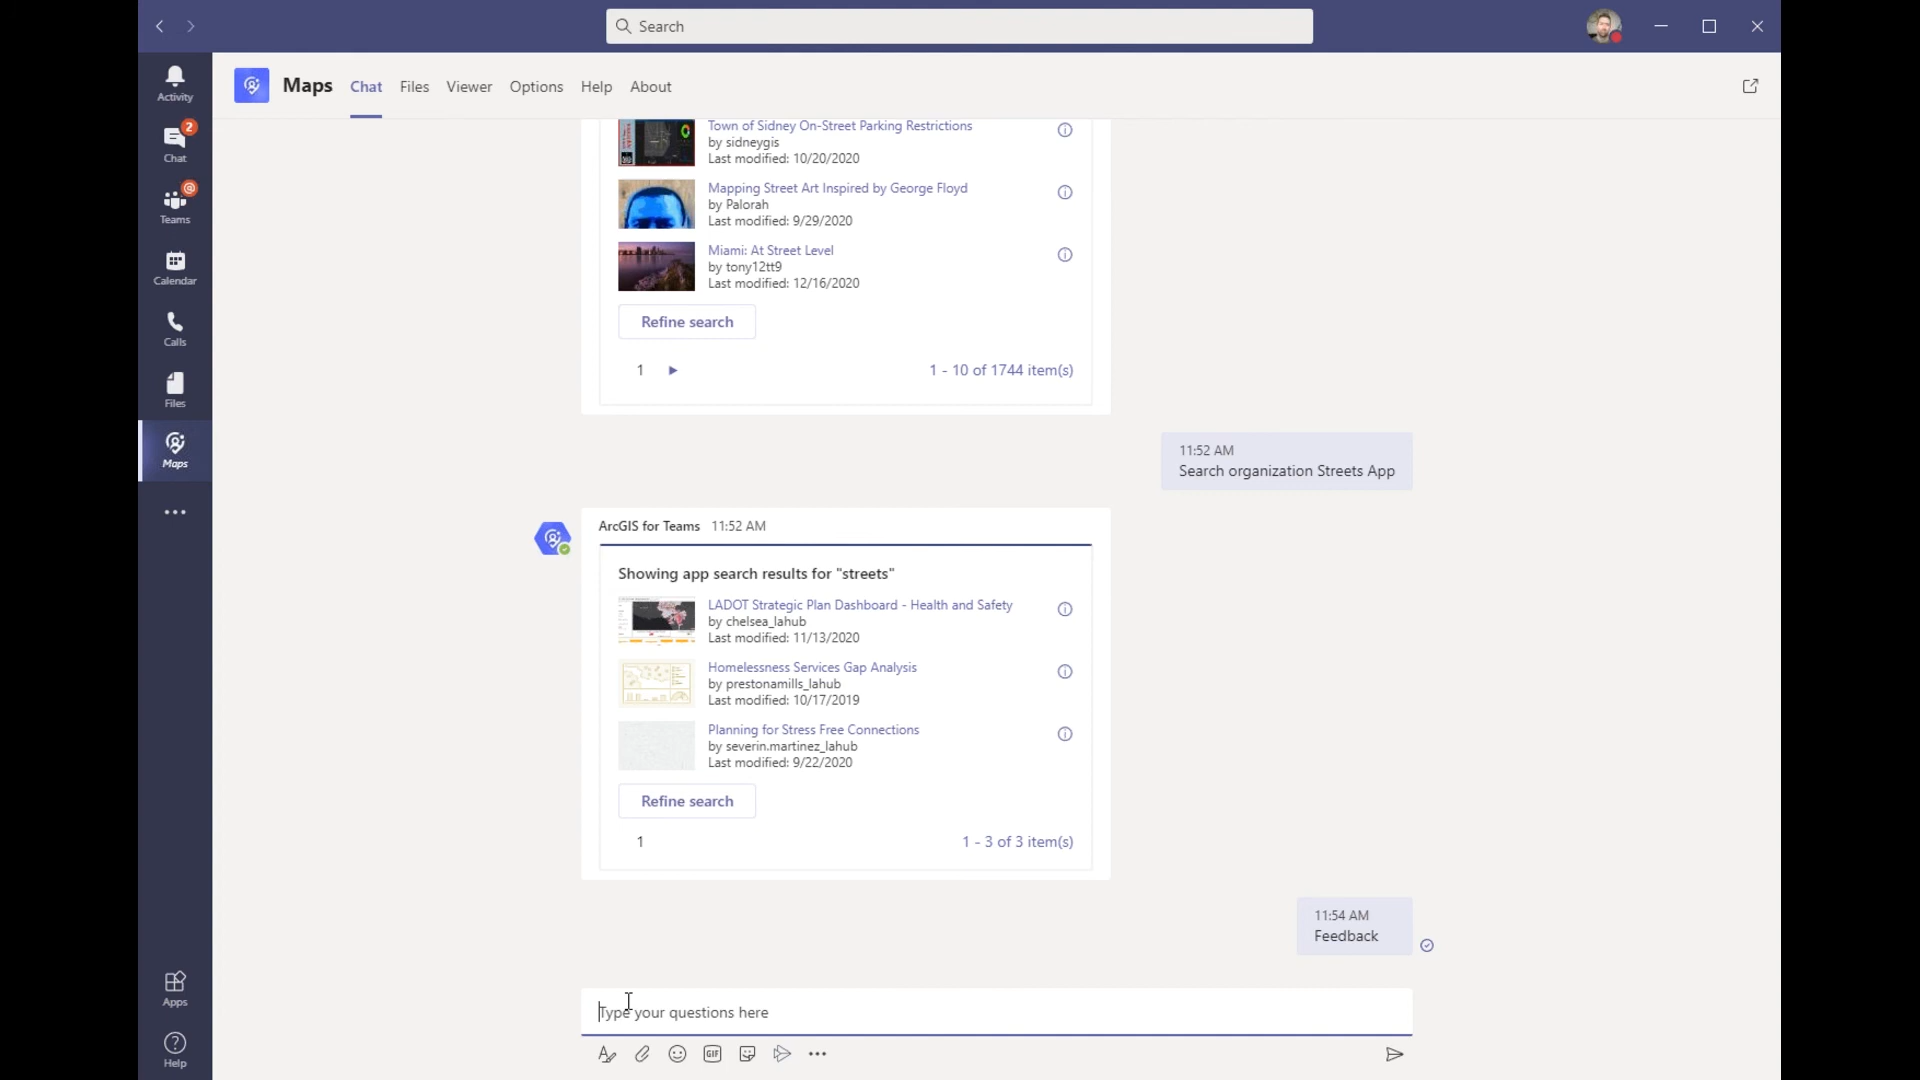 Search
Activity
2
Chat
@
Teams
Calendar
Calls
Files
Maps
Apps
Help
Maps Chat Files Viewer Options Help About
Town of Sidney On-Street Parking Restrictions
by sidneygis
Last modified: 10/20/2020
Mapping Street Art Inspired by George Floyd
by Palorah
Last modified: 9/29/2020
Miami: At Street Level
by tony12tt9
Last modified: 12/16/2020
Refine search
1 1 - 10 of 1744 item(s)
11:52 AM
Search organization Streets App
ArcGIS for Teams 11:52 AM
Showing app search results for "streets"
LADOT Strategic Plan Dashboard - Health and Safety
by chelsea_lahub
Last modified: 11/13/2020
Homelessness Services Gap Analysis
by prestonamills_lahub
Last modified: 10/17/2019
Planning for Stress Free Connections
by severin.martinez_lahub
Last modified: 9/22/2020
Refine search
1 1 - 3 of 3 item(s)
11:54 AM
Feedback
Type your questions here
GIF